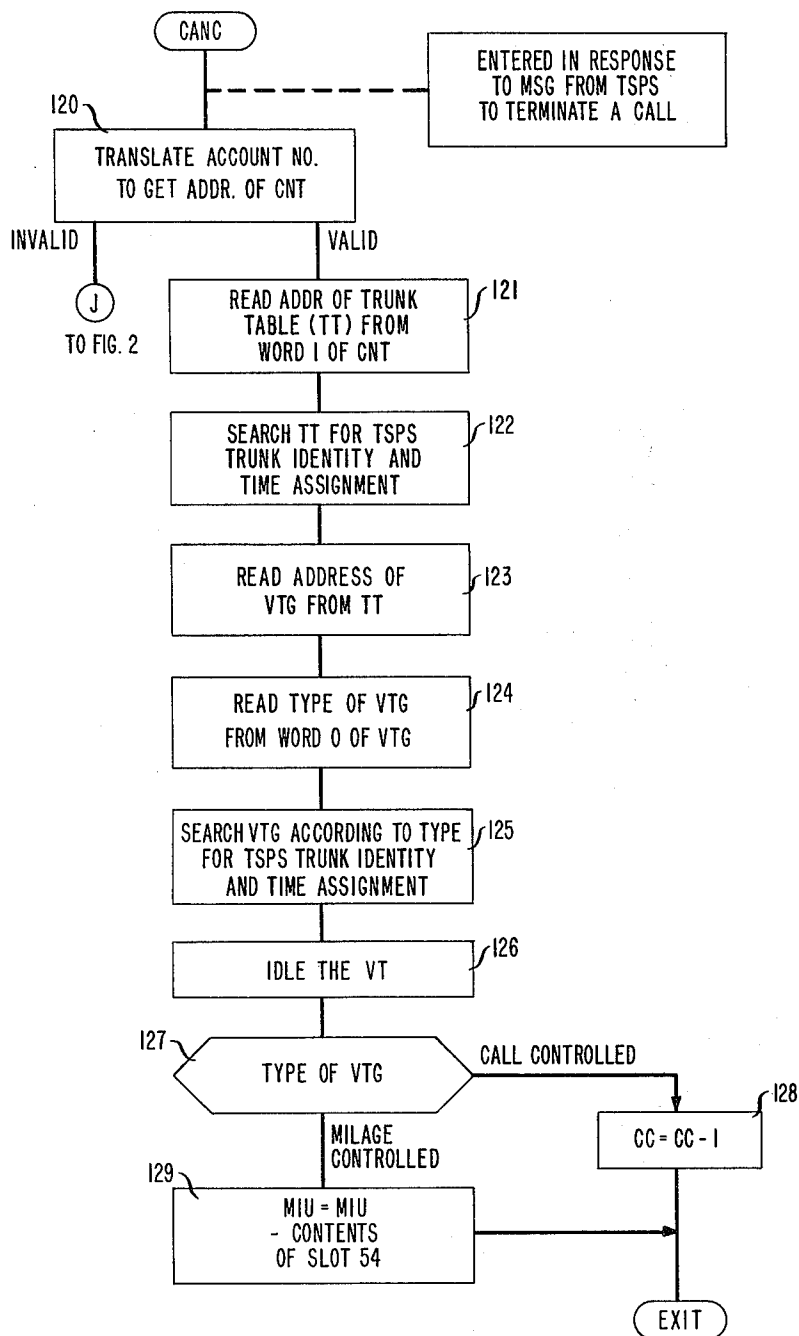 CANC
ENTERED IN RESPONSE
TO MSG FROM TSPS
TO TERMINATE A CALL
120
TRANSLATE ACCOUNT NO.
TO GET ADDR. OF CNT
INVALID
VALID
J
TO FIG. 2
121
READ ADDR OF TRUNK
TABLE (TT) FROM
WORD 1 OF CNT
122
SEARCH TT FOR TSPS
TRUNK IDENTITY AND
TIME ASSIGNMENT
123
READ ADDRESS OF
VTG FROM TT
124
READ TYPE OF VTG
FROM WORD 0 OF VTG
125
SEARCH VTG ACCORDING TO TYPE
FOR TSPS TRUNK IDENTITY
AND TIME ASSIGNMENT
126
IDLE THE VT
127
TYPE OF VTG
CALL CONTROLLED
128
CC = CC - 1
MILAGE
CONTROLLED
129
MIU = MIU
- CONTENTS
OF SLOT 54
EXIT